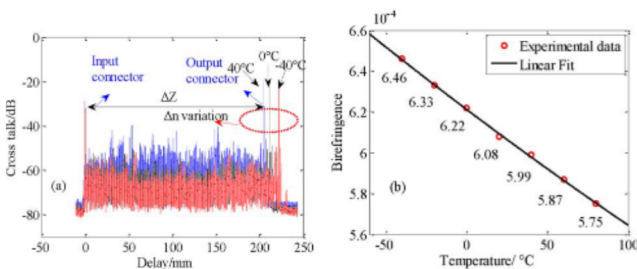 0
-20
-40
-60
-80
Cross talk/dB
Input
connector
Output
connector
40°C
0°C
-40°C
ΔZ
Δn variation
(a)
-50
0
50
100
150
200
250
Delay/mm
10⁻⁴
6.6
6.4
6.2
6
5.8
5.6
Birefringence
Experimental data
Linear Fit
6.46
6.33
6.22
6.08
5.99
5.87
5.75
(b)
-50
0
50
100
Temperature/ °C